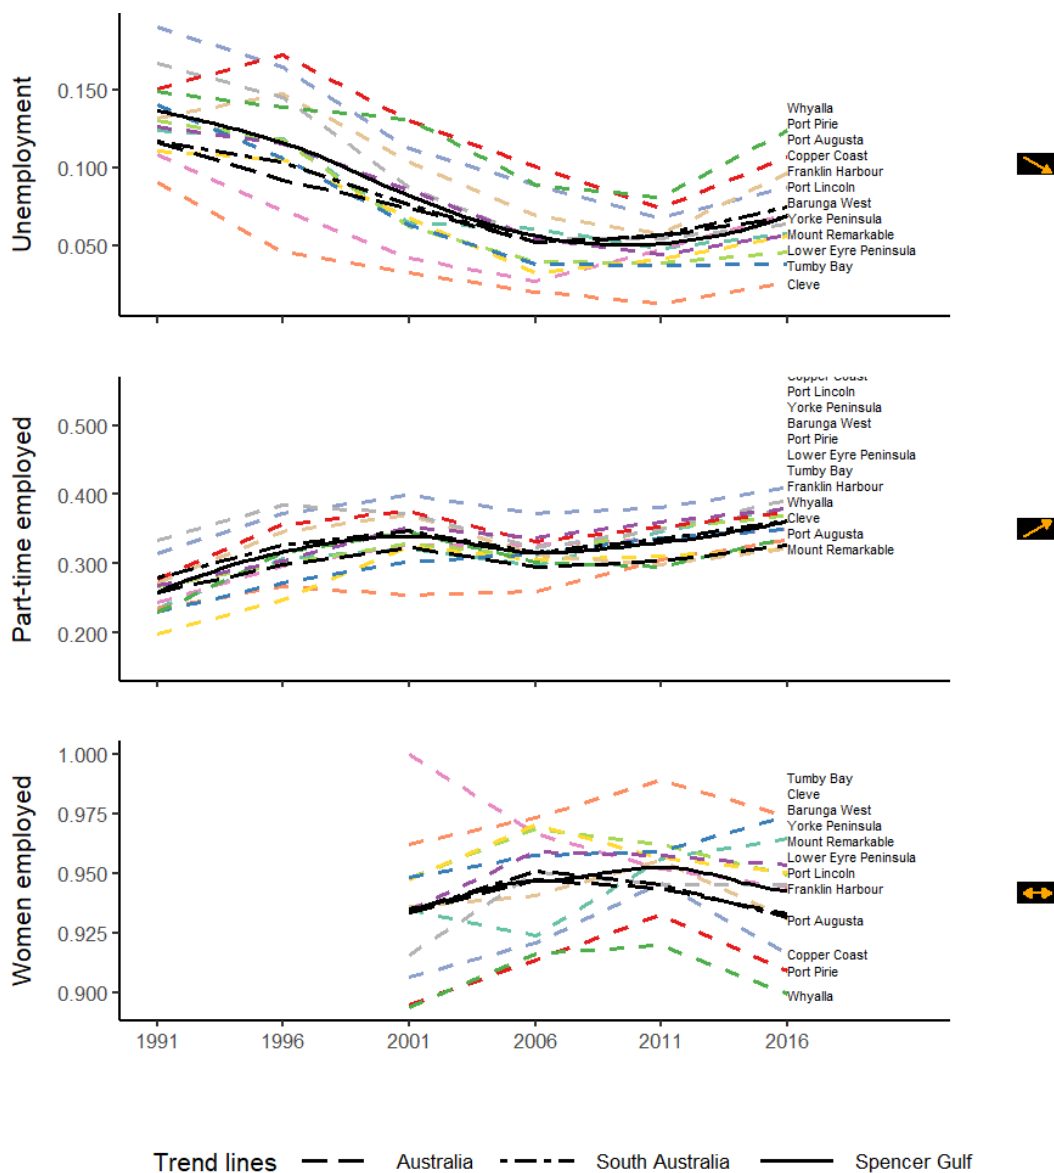 Unemployment
0.150
0.100
0.050
Whyalla
Port Pirie
Port Augusta
Copper Coast
Franklin Harbour
Port Lincoln
Barunga West
Yorke Peninsula
Mount Remarkable
Lower Eyre Peninsula
Tumby Bay
Cleve
Part-time employed
0.500
0.400
0.300
0.200
Copper Coast
Port Lincoln
Yorke Peninsula
Barunga West
Port Pirie
Lower Eyre Peninsula
Tumby Bay
Franklin Harbour
Whyalla
Cleve
Port Augusta
Mount Remarkable
Women employed
1.000
0.975
0.950
0.925
0.900
Tumby Bay
Cleve
Barunga West
Yorke Peninsula
Mount Remarkable
Lower Eyre Peninsula
Port Lincoln
Franklin Harbour
Port Augusta
Copper Coast
Port Pirie
Whyalla
1991 1996 2001 2006 2011 2016
Trend lines Australia South Australia Spencer Gulf